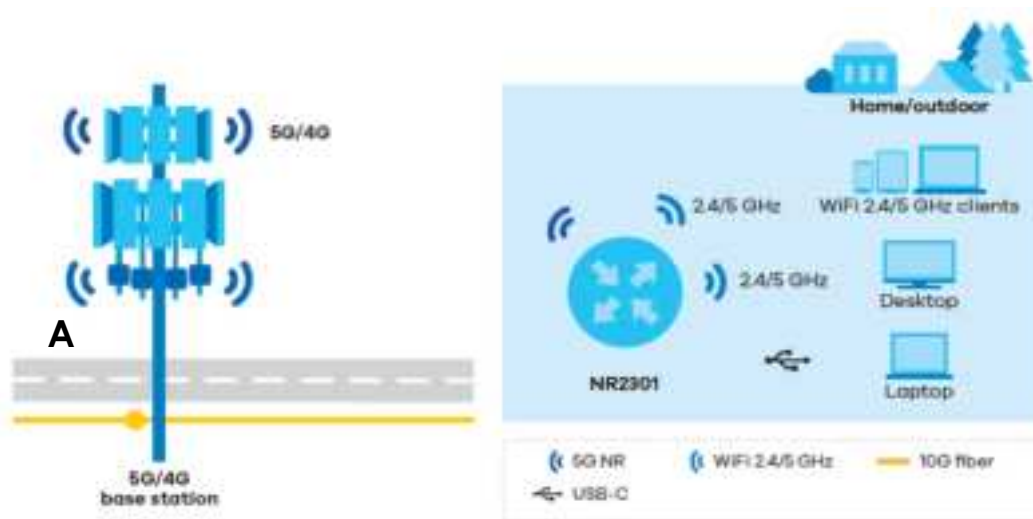 5G/4G
A
5G/4G
base station
Home/outdoor
2.4/5 GHz
WiFi 2.4/5 GHz clients
2.4/5 GHz
Desktop
NR2301
Laptop
5G NR
WiFi 2.4/5 GHz
10G fiber
USB-C